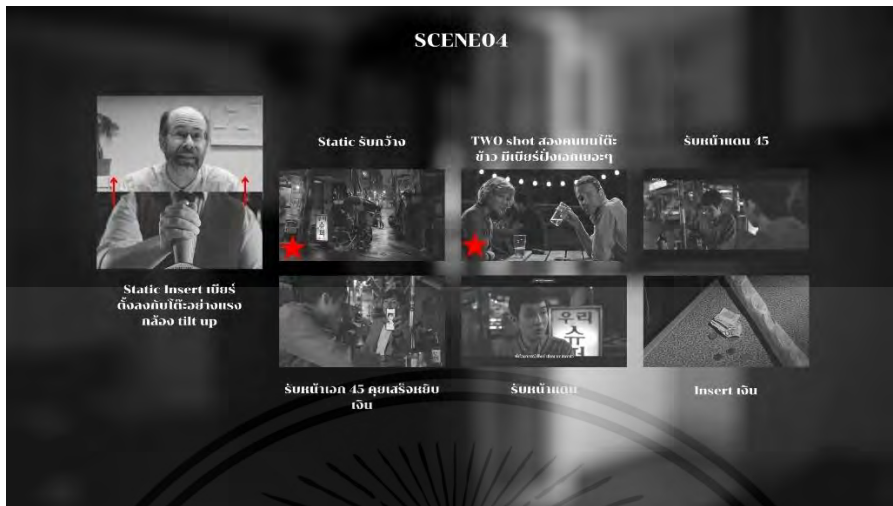 SCENE04
Static รับกว้าง
TWO shot สองคนบนโต๊ะ
ข้าว มีเบียร์ฝั่งเอกเยอะๆ
รับหน้าแดน 45
Static Insert เบียร์
ตั้งลงกับโต๊ะอย่างแรง
กล้อง tilt up
우리
슈
รับหน้าเอก 45 คุยเสร็จหยิบ
เงิน
รับหน้าแดน
Insert เงิน